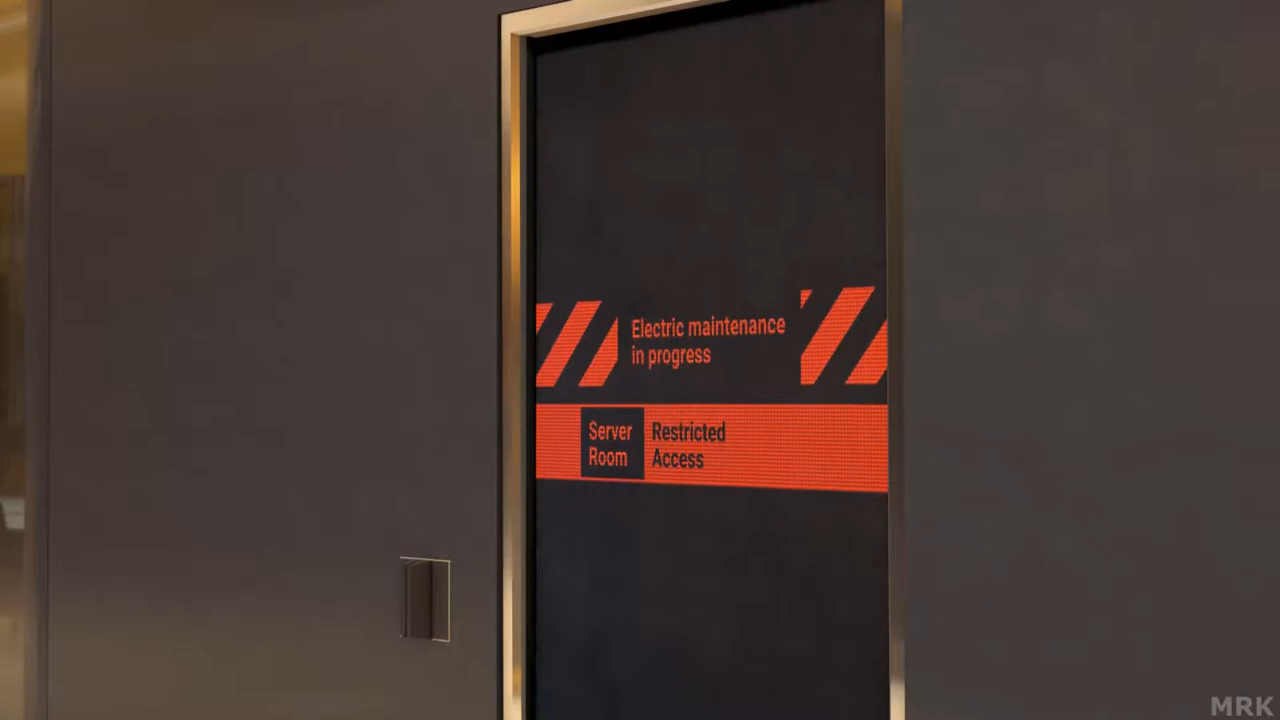 Electric maintenance
in progress
Server
Room
Restricted
Access
MRK